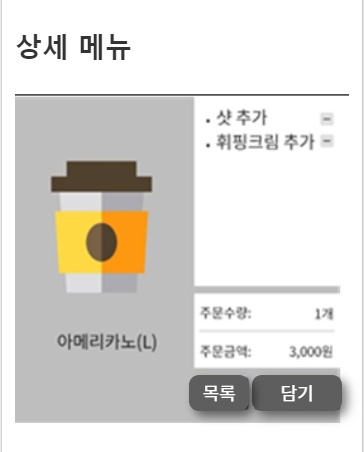 상세 메뉴
• 샷 추가 −
• 휘핑크림 추가 −
아메리카노(L)
주문수량: 1개
주문금액: 3,000원
목록 담기